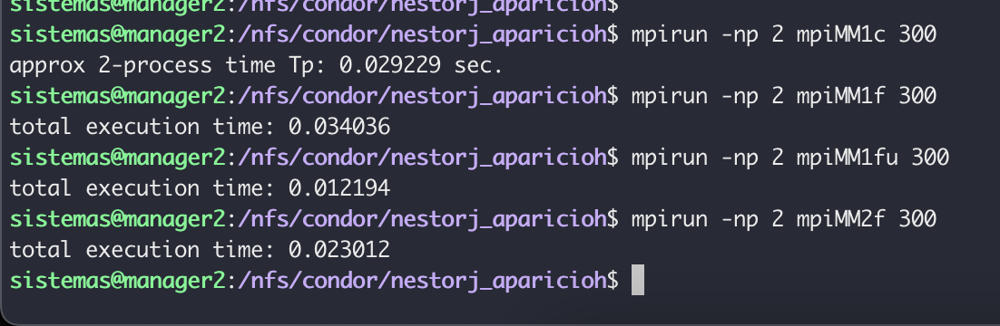 sistemas@manager2:/nfs/condor/nestorj_aparicioh$
sistemas@manager2:/nfs/condor/nestorj_aparicioh$ mpirun -np 2 mpiMM1c 300
approx 2-process time Tp: 0.029229 sec.
sistemas@manager2:/nfs/condor/nestorj_aparicioh$ mpirun -np 2 mpiMM1f 300
total execution time: 0.034036
sistemas@manager2:/nfs/condor/nestorj_aparicioh$ mpirun -np 2 mpiMM1fu 300
total execution time: 0.012194
sistemas@manager2:/nfs/condor/nestorj_aparicioh$ mpirun -np 2 mpiMM2f 300
total execution time: 0.023012
sistemas@manager2:/nfs/condor/nestorj_aparicioh$